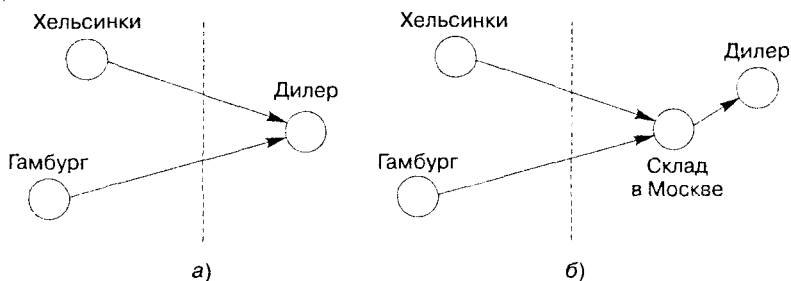 Хельсинки
Дилер
Гамбург
а)
Хельсинки
Дилер
Гамбург
Склад
в Москве
б)